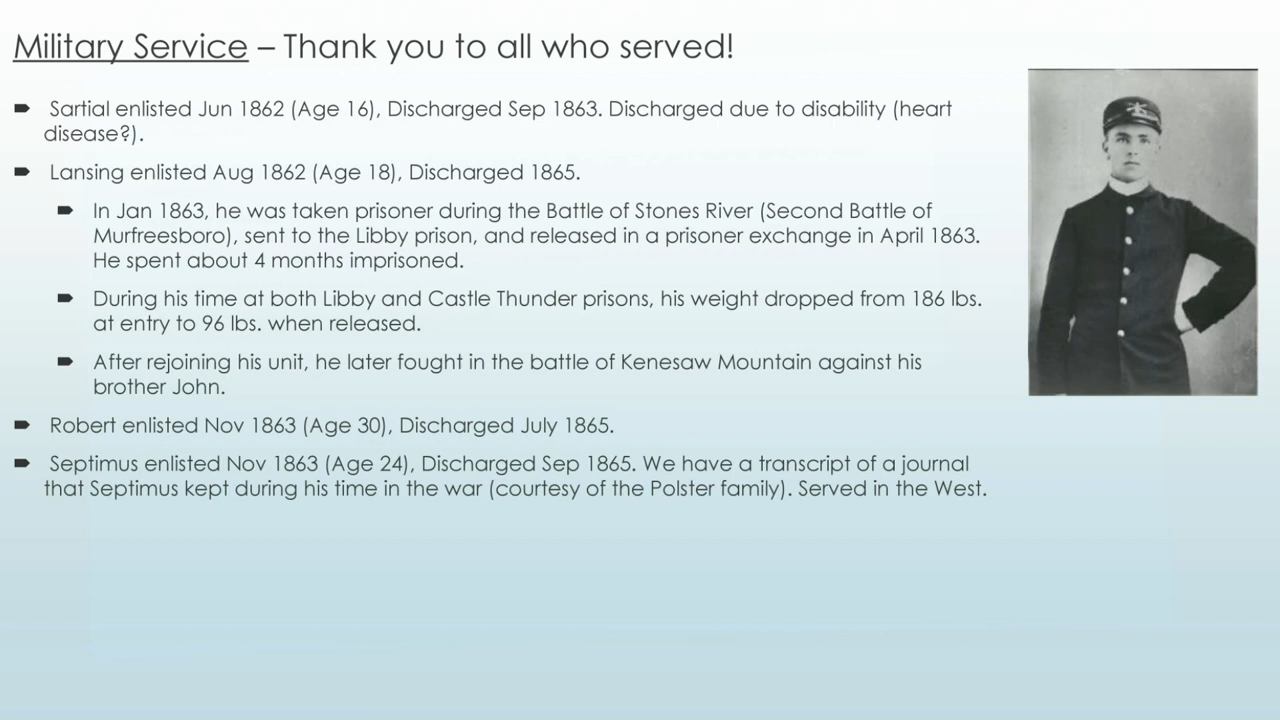 Military Service – Thank you to all who served!
Sartial enlisted Jun 1862 (Age 16), Discharged Sep 1863. Discharged due to disability (heart
disease?).
Lansing enlisted Aug 1862 (Age 18), Discharged 1865.
In Jan 1863, he was taken prisoner during the Battle of Stones River (Second Battle of
Murfreesboro), sent to the Libby prison, and released in a prisoner exchange in April 1863.
He spent about 4 months imprisoned.
During his time at both Libby and Castle Thunder prisons, his weight dropped from 186 lbs.
at entry to 96 lbs. when released.
After rejoining his unit, he later fought in the battle of Kenesaw Mountain against his
brother John.
Robert enlisted Nov 1863 (Age 30), Discharged July 1865.
Septimus enlisted Nov 1863 (Age 24), Discharged Sep 1865. We have a transcript of a journal
that Septimus kept during his time in the war (courtesy of the Polster family). Served in the West.